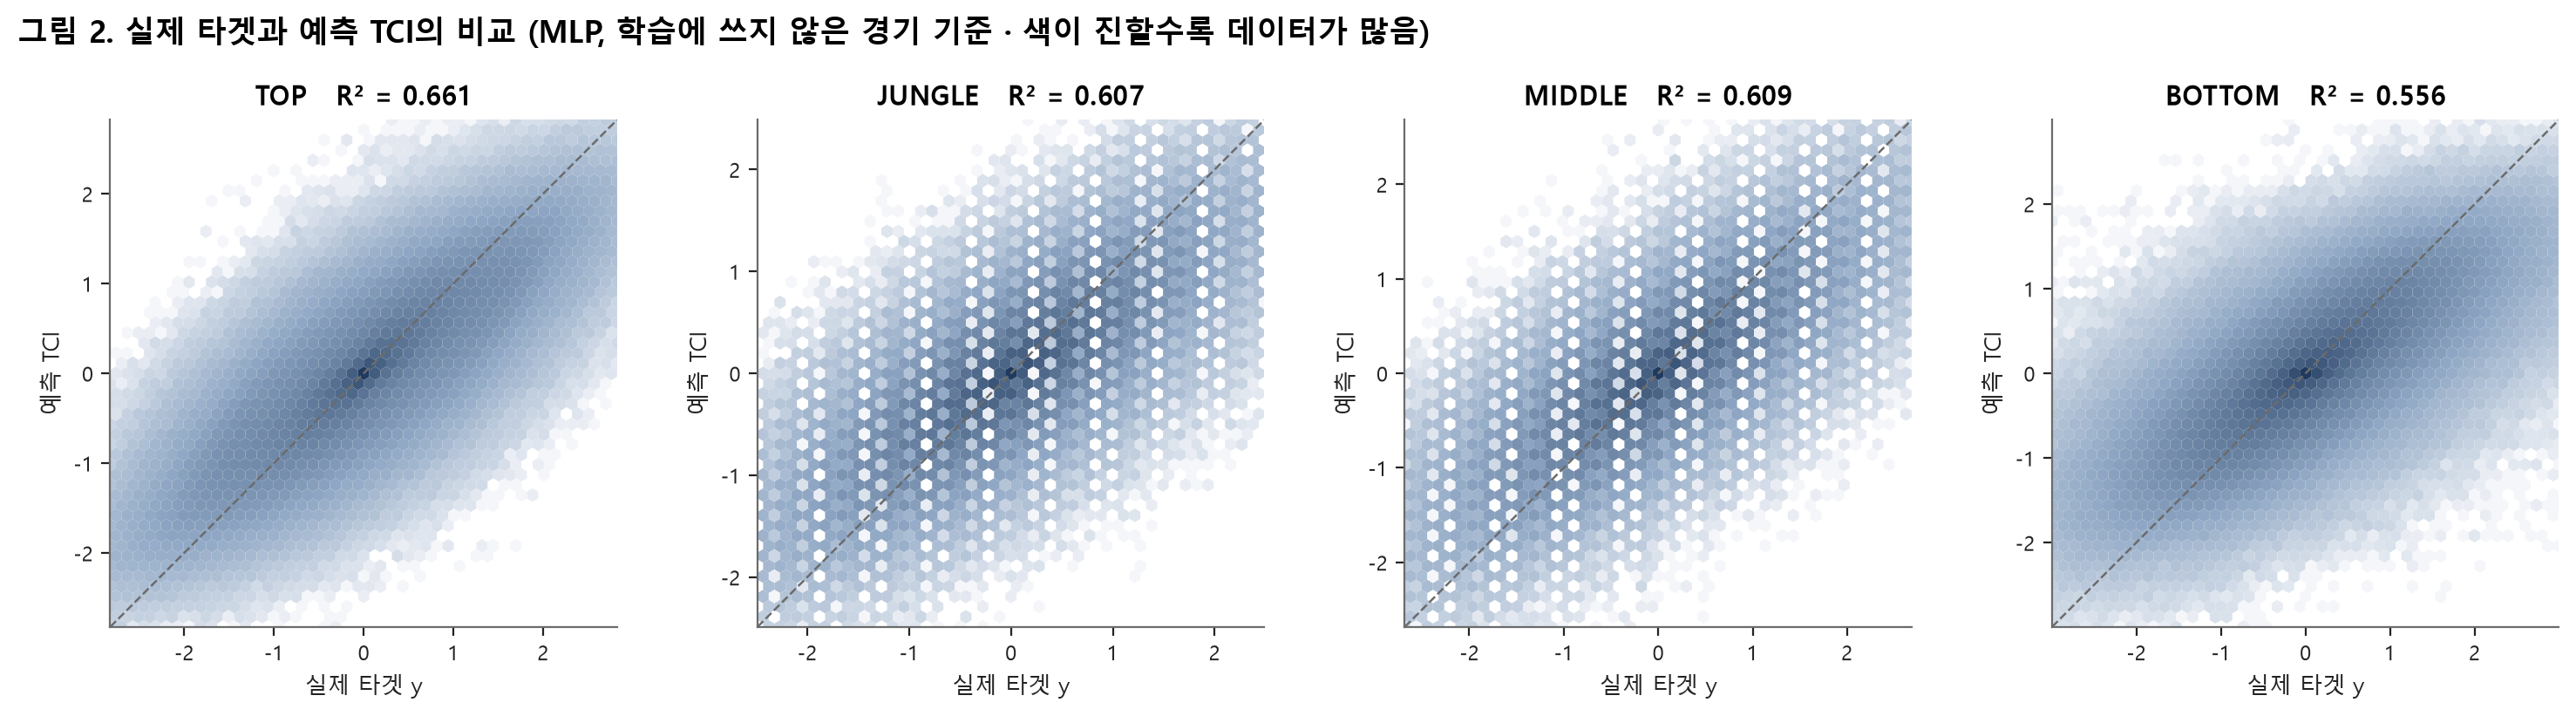 그림 2. 실제 타겟과 예측 TCI의 비교 (MLP, 학습에 쓰지 않은 경기 기준 · 색이 진할수록 데이터가 많음)
TOP R² = 0.661
2
1
0
-1
-2
예측 TCI
-2 -1 0 1 2
실제 타겟 y
JUNGLE R² = 0.607
2
1
0
-1
-2
예측 TCI
-2 -1 0 1 2
실제 타겟 y
MIDDLE R² = 0.609
2
1
0
-1
-2
예측 TCI
-2 -1 0 1 2
실제 타겟 y
BOTTOM R² = 0.556
2
1
0
-1
-2
예측 TCI
-2 -1 0 1 2
실제 타겟 y